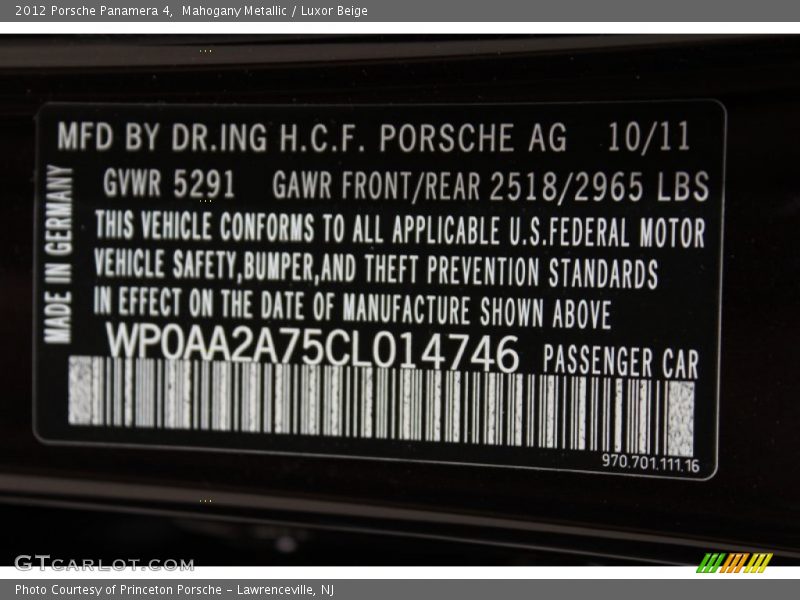 2012 Porsche Panamera 4,  Mahogany Metallic / Luxor Beige
MFD BY DR.ING H.C.F. PORSCHE AG 10/11
GVWR 5291 GAWR FRONT/REAR 2518/2965 LBS
MADE IN GERMANY
THIS VEHICLE CONFORMS TO ALL APPLICABLE U.S.FEDERAL MOTOR
VEHICLE SAFETY,BUMPER,AND THEFT PREVENTION STANDARDS
IN EFFECT ON THE DATE OF MANUFACTURE SHOWN ABOVE
WP0AA2A75CL014746 PASSENGER CAR
970.701.111.16
GTCARLOT.COM
Photo Courtesy of Princeton Porsche - Lawrenceville, NJ